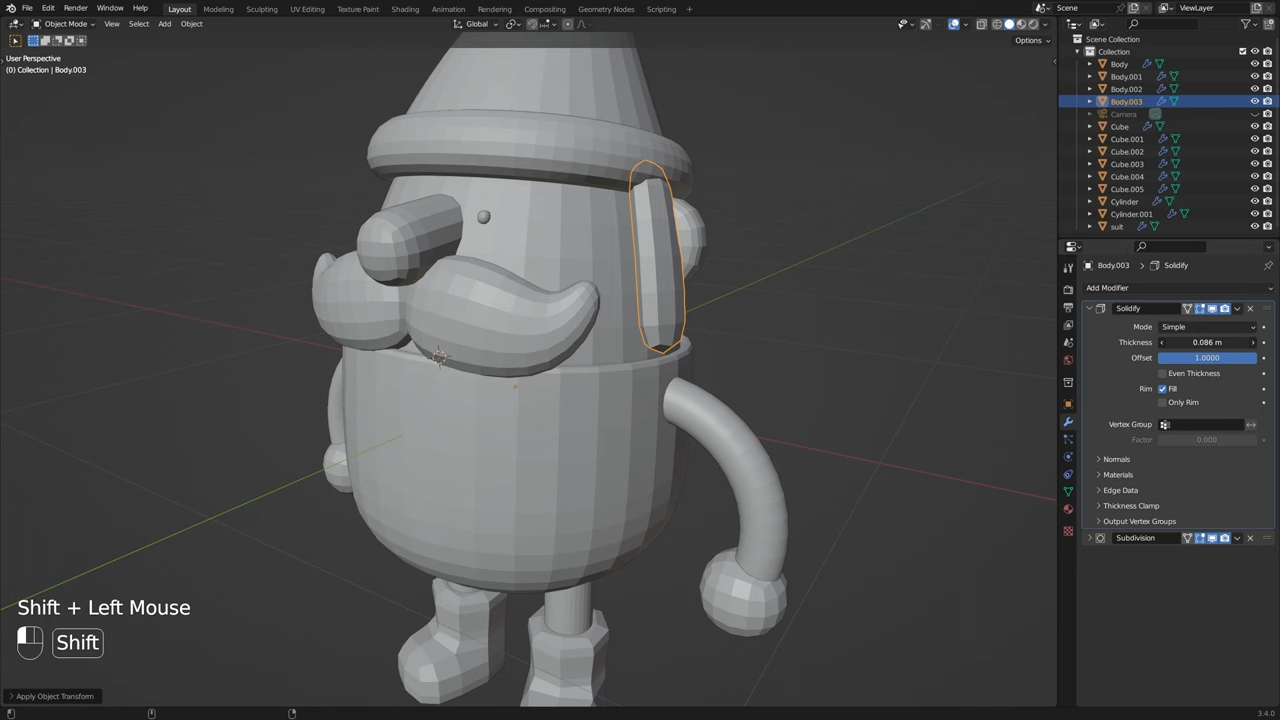 File Edit Render Window Help Layout Modeling Sculpting UV Editing Texture Paint Shading Animation Rendering Compositing Geometry Nodes Scripting + Scene ViewLayer
Object Mode View Select Add Object Global Options
User Perspective
(0) Collection | Body.003
Scene Collection
Collection
Body
Body.001
Body.002
Body.003
Camera
Cube
Cube.001
Cube.002
Cube.003
Cube.004
Cube.005
Cylinder
Cylinder.001
suit
Body.003 > Solidify
Add Modifier
Solidify
Mode Simple
Thickness 0.086 m
Offset 1.0000
Even Thickness
Rim Fill
Only Rim
Vertex Group
Factor 0.000
Normals
Materials
Edge Data
Thickness Clamp
Output Vertex Groups
Subdivision
Shift + Left Mouse
Shift
Apply Object Transform
3.4.0